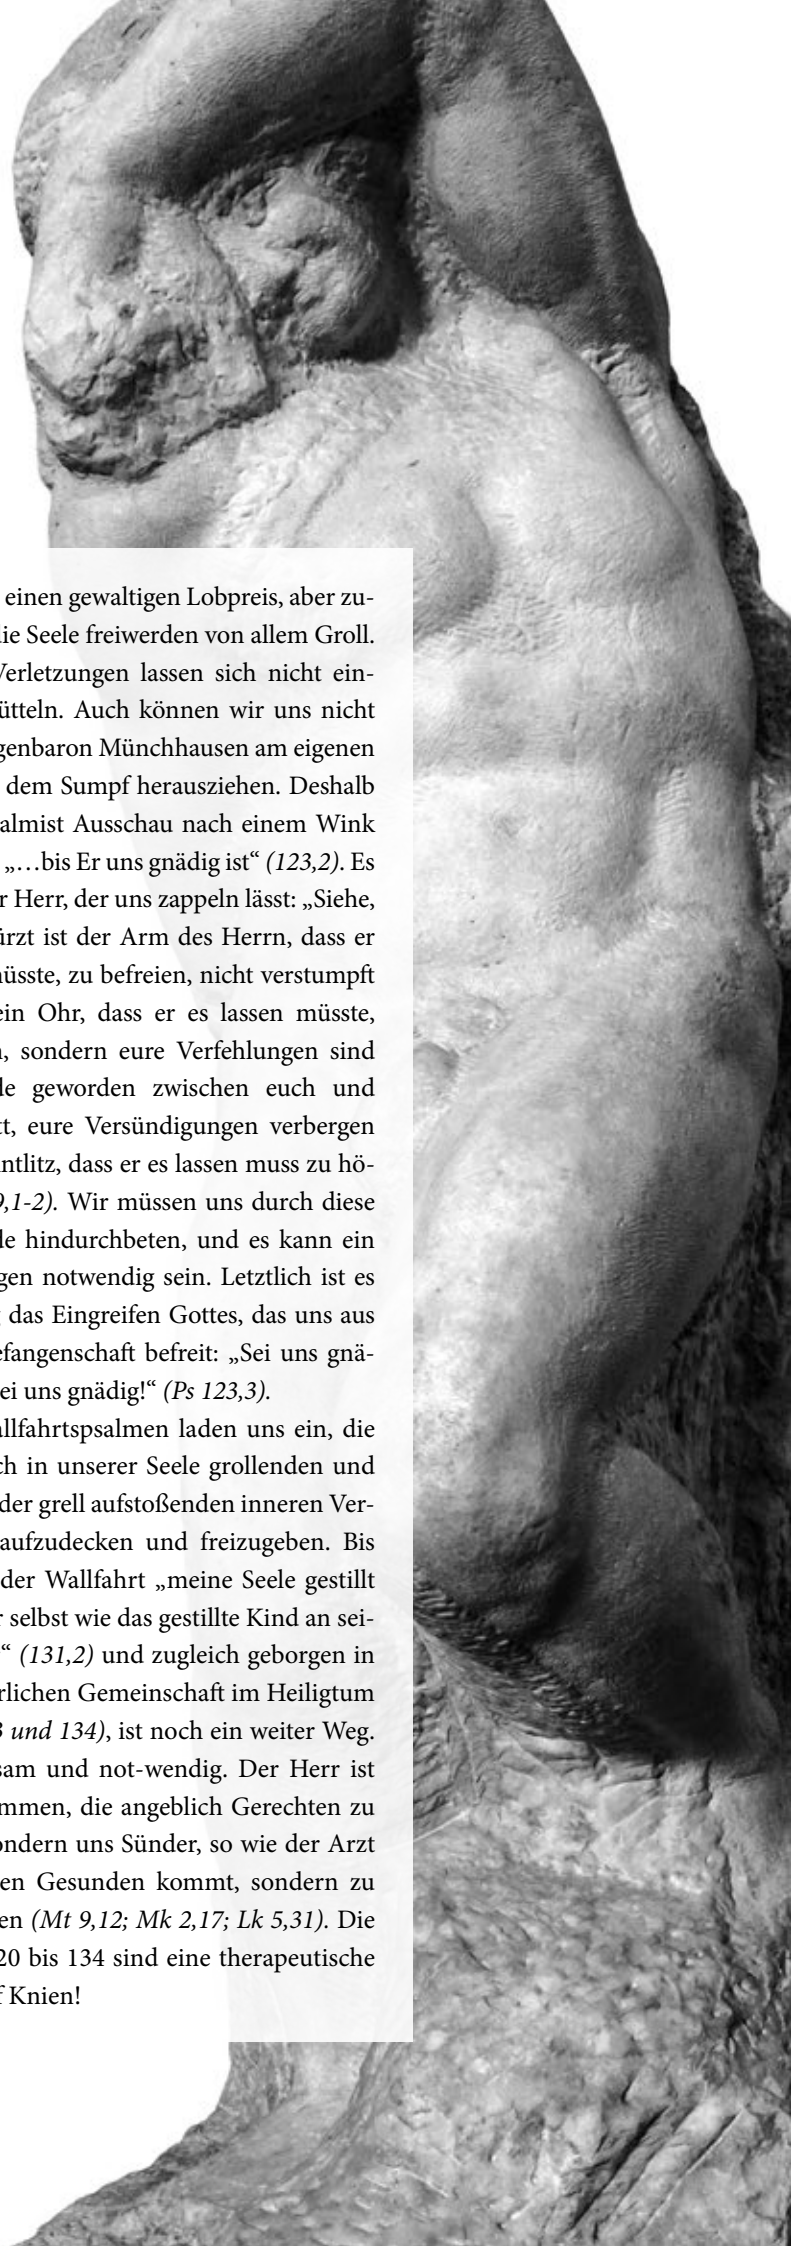 einen gewaltigen Lobpreis, aber zu-
die Seele freiwerden von allem Groll.
Verletzungen lassen sich nicht ein-
ütteln. Auch können wir uns nicht
genbaron Münchhausen am eigenen
dem Sumpf herausziehen. Deshalb
almist Ausschau nach einem Wink
„…bis Er uns gnädig ist“ (123,2). Es
r Herr, der uns zappeln lässt: „Siehe,
ürzt ist der Arm des Herrn, dass er
nüsste, zu befreien, nicht verstumpft
ein Ohr, dass er es lassen müsste,
, sondern eure Verfehlungen sind
de geworden zwischen euch und
tt, eure Versündigungen verbergen
ntlitz, dass er es lassen muss zu hö-
9,1-2). Wir müssen uns durch diese
de hindurchbeten, und es kann ein
gen notwendig sein. Letztlich ist es
das Eingreifen Gottes, das uns aus
efangenschaft befreit: „Sei uns gnä-
ei uns gnädig!“ (Ps 123,3).
allfahrtspsalmen laden uns ein, die
ch in unserer Seele grollenden und
der grell aufstoßenden inneren Ver-
aufzudecken und freizugeben. Bis
der Wallfahrt „meine Seele gestillt
r selbst wie das gestillte Kind an sei-
“ (131,2) und zugleich geborgen in
rlichen Gemeinschaft im Heiligtum
3 und 134), ist noch ein weiter Weg.
sam und not-wendig. Der Herr ist
mmen, die angeblich Gerechten zu
ondern uns Sünder, so wie der Arzt
en Gesunden kommt, sondern zu
en (Mt 9,12; Mk 2,17; Lk 5,31). Die
20 bis 134 sind eine therapeutische
f Knien!